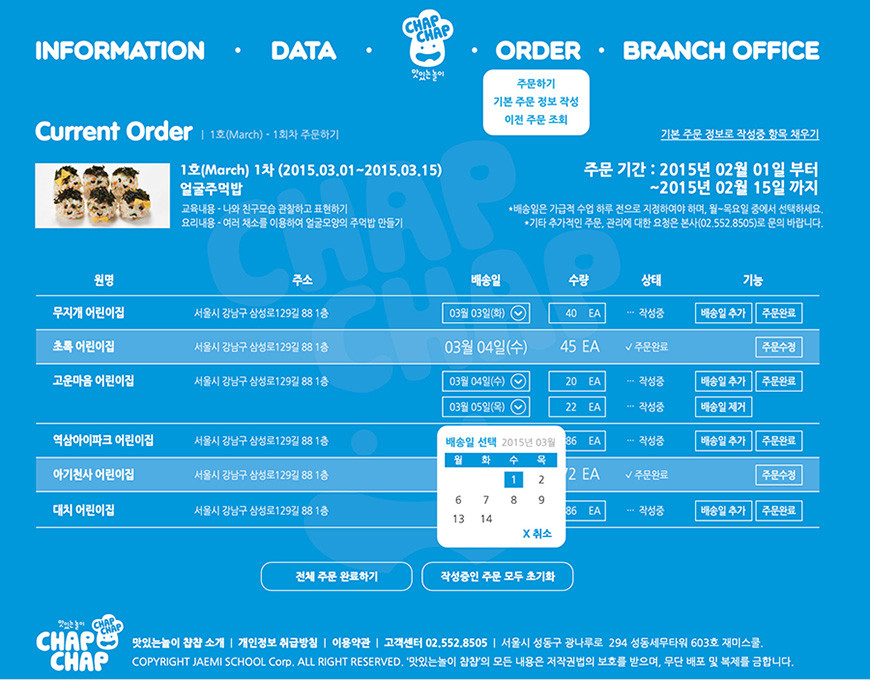 CHAP
CHAP
맛있는놀이
INFORMATION • DATA • • ORDER • BRANCH OFFICE
주문하기
기본 주문 정보 작성
이전 주문 조회
Current Order | 1호(March) - 1회차 주문하기
기본 주문 정보로 작성중 항목 채우기
1호(March) 1차 (2015.03.01~2015.03.15)
얼굴주먹밥
교육내용 - 나와 친구모습 관찰하고 표현하기
요리내용 - 여러 채소를 이용하여 얼굴모양의 주먹밥 만들기
주문 기간 : 2015년 02월 01일 부터
~2015년 02월 15일 까지
*배송일은 가급적 수업 하루 전으로 지정하여야 하며, 월~목요일 중에서 선택하세요.
*기타 추가적인 주문, 관리에 대한 요청은 본사(02.552.8505)로 문의 바랍니다.
CHAP
CHAP
원명 주소 배송일 수량 상태 기능
무지개 어린이집 서울시 강남구 삼성로129길 88 1층 03월 03일(화) 40 EA ··· 작성중 배송일 추가 주문완료
초록 어린이집 서울시 강남구 삼성로129길 88 1층 03월 04일(수) 45 EA ✓주문완료 주문수정
고운마음 어린이집 서울시 강남구 삼성로129길 88 1층 03월 04일(수) 20 EA ··· 작성중 배송일 추가 주문완료
03월 05일(목) 22 EA ··· 작성중 배송일 제거
역삼아이파크 어린이집 서울시 강남구 삼성로129길 88 1층 86 EA ··· 작성중 배송일 추가 주문완료
아기천사 어린이집 서울시 강남구 삼성로129길 88 1층 72 EA ✓주문완료 주문수정
대치 어린이집 서울시 강남구 삼성로129길 88 1층 86 EA ··· 작성중 배송일 추가 주문완료
배송일 선택 2015년 03월
월 화 수 목
1 2
6 7 8 9
13 14
X 취소
전체 주문 완료하기 작성중인 주문 모두 초기화
맛있는놀이
CHAP
CHAP
CHAP
CHAP
맛있는놀이 챱챱 소개 | 개인정보 취급방침 | 이용약관 | 고객센터 02.552.8505 | 서울시 성동구 광나루로 294 성동세무타워 603호 재미스쿨.
COPYRIGHT JAEMI SCHOOL Corp. ALL RIGHT RESERVED. '맛있는놀이 챱챱'의 모든 내용은 저작권법의 보호를 받으며, 무단 배포 및 복제를 금합니다.